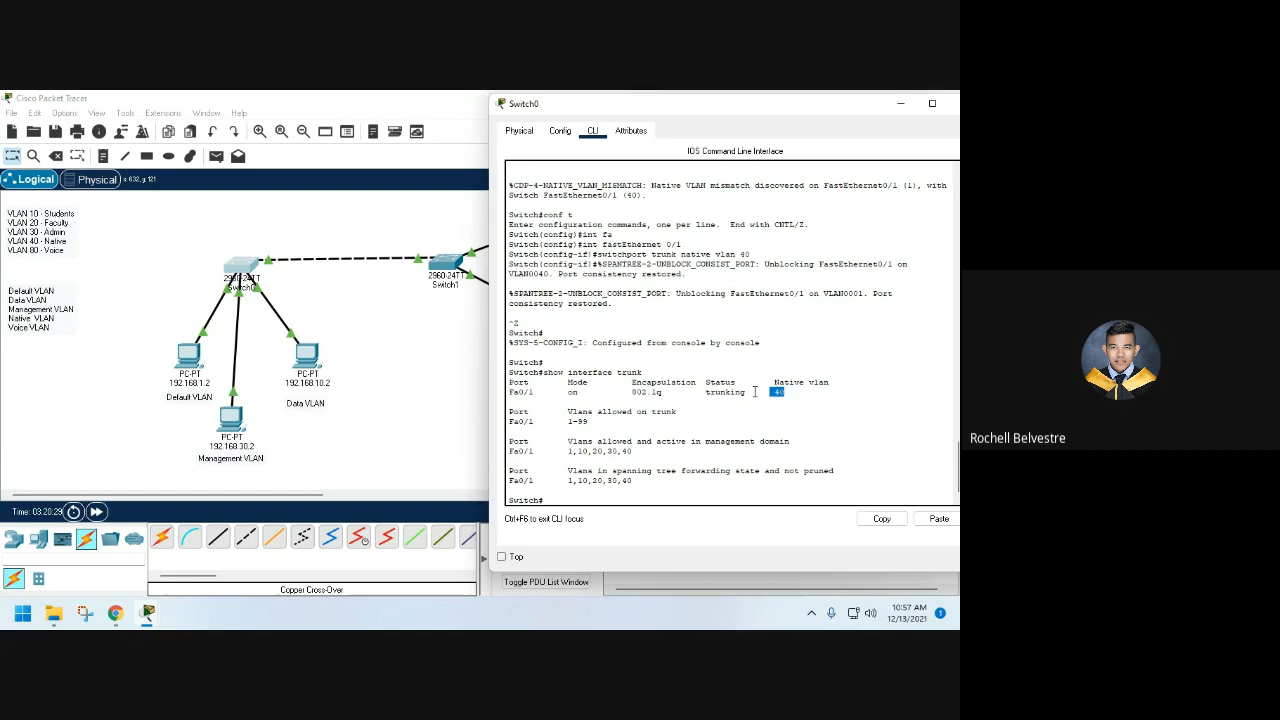 Cisco Packet Tracer
File Edit Options View Tools Extensions Window Help
Logical Physical x: 632, y: 121
VLAN 10 - Students
VLAN 20 - Faculty
VLAN 30 - Admin
VLAN 40 - Native
VLAN 80 - Voice
Default VLAN
Data VLAN
Management VLAN
Native VLAN
Voice VLAN
2960-24TT
Switch0
2960-24TT
Switch1
PC-PT
192.168.1.2
Default VLAN
PC-PT
192.168.10.2
Data VLAN
PC-PT
192.168.30.2
Management VLAN
Time: 03:20:29
Copper Cross-Over
Switch0
Physical Config CLI Attributes
IOS Command Line Interface
%CDP-4-NATIVE_VLAN_MISMATCH: Native VLAN mismatch discovered on FastEthernet0/1 (1), with
Switch FastEthernet0/1 (40).
Switch#conf t
Enter configuration commands, one per line. End with CNTL/Z.
Switch(config)#int fa
Switch(config)#int fastEthernet 0/1
Switch(config-if)#switchport trunk native vlan 40
Switch(config-if)#%SPANTREE-2-UNBLOCK_CONSIST_PORT: Unblocking FastEthernet0/1 on
VLAN0040. Port consistency restored.
%SPANTREE-2-UNBLOCK_CONSIST_PORT: Unblocking FastEthernet0/1 on VLAN0001. Port
consistency restored.
^Z
Switch#
%SYS-5-CONFIG_I: Configured from console by console
Switch#
Switch#show interface trunk
Port Mode Encapsulation Status Native vlan
Fa0/1 on 802.1q trunking 40
Port Vlans allowed on trunk
Fa0/1 1-99
Port Vlans allowed and active in management domain
Fa0/1 1,10,20,30,40
Port Vlans in spanning tree forwarding state and not pruned
Fa0/1 1,10,20,30,40
Switch#
Ctrl+F6 to exit CLI focus
Copy Paste
Top
Toggle PDU List Window
10:57 AM
12/13/2021
1
Rochell Belvestre